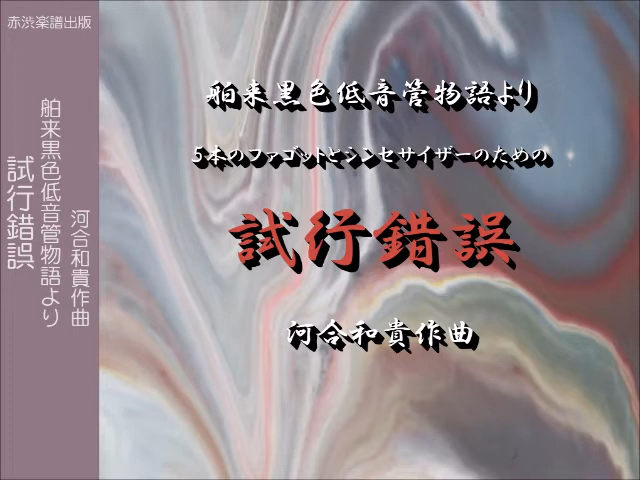 赤渋楽譜出版
舶来黒色低音管物語より
試行錯誤
河合和貴作曲
舶来黒色低音管物語より
5本のファゴットとシンセサイザーのための
試行錯誤
河合和貴作曲